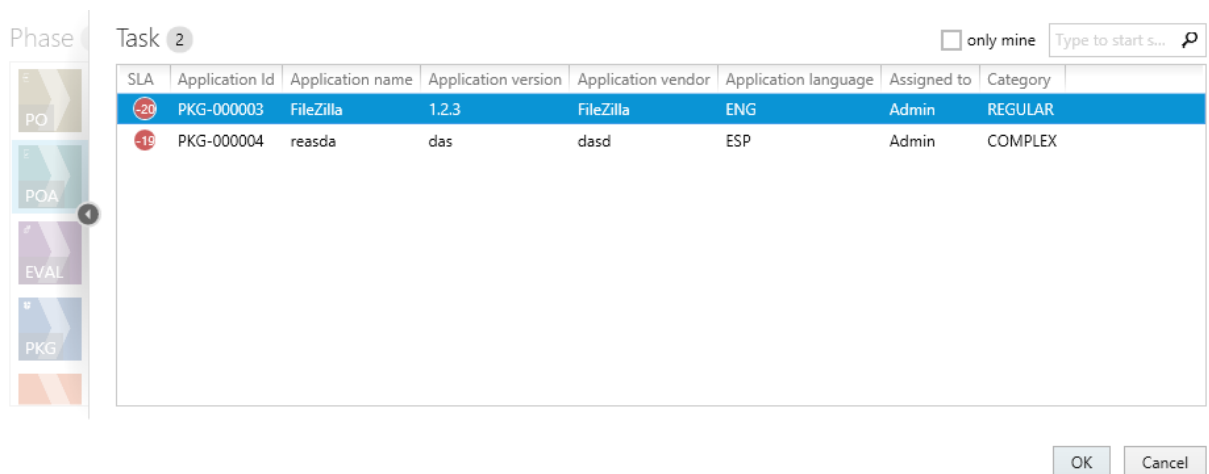 Phase
Task 2
only mine
Type to start s...
SLA Application Id Application name Application version Application vendor Application language Assigned to Category
-20 PKG-000003 FileZilla 1.2.3 FileZilla ENG Admin REGULAR
-19 PKG-000004 reasda das dasd ESP Admin COMPLEX
PO
POA
EVAL
PKG
OK Cancel